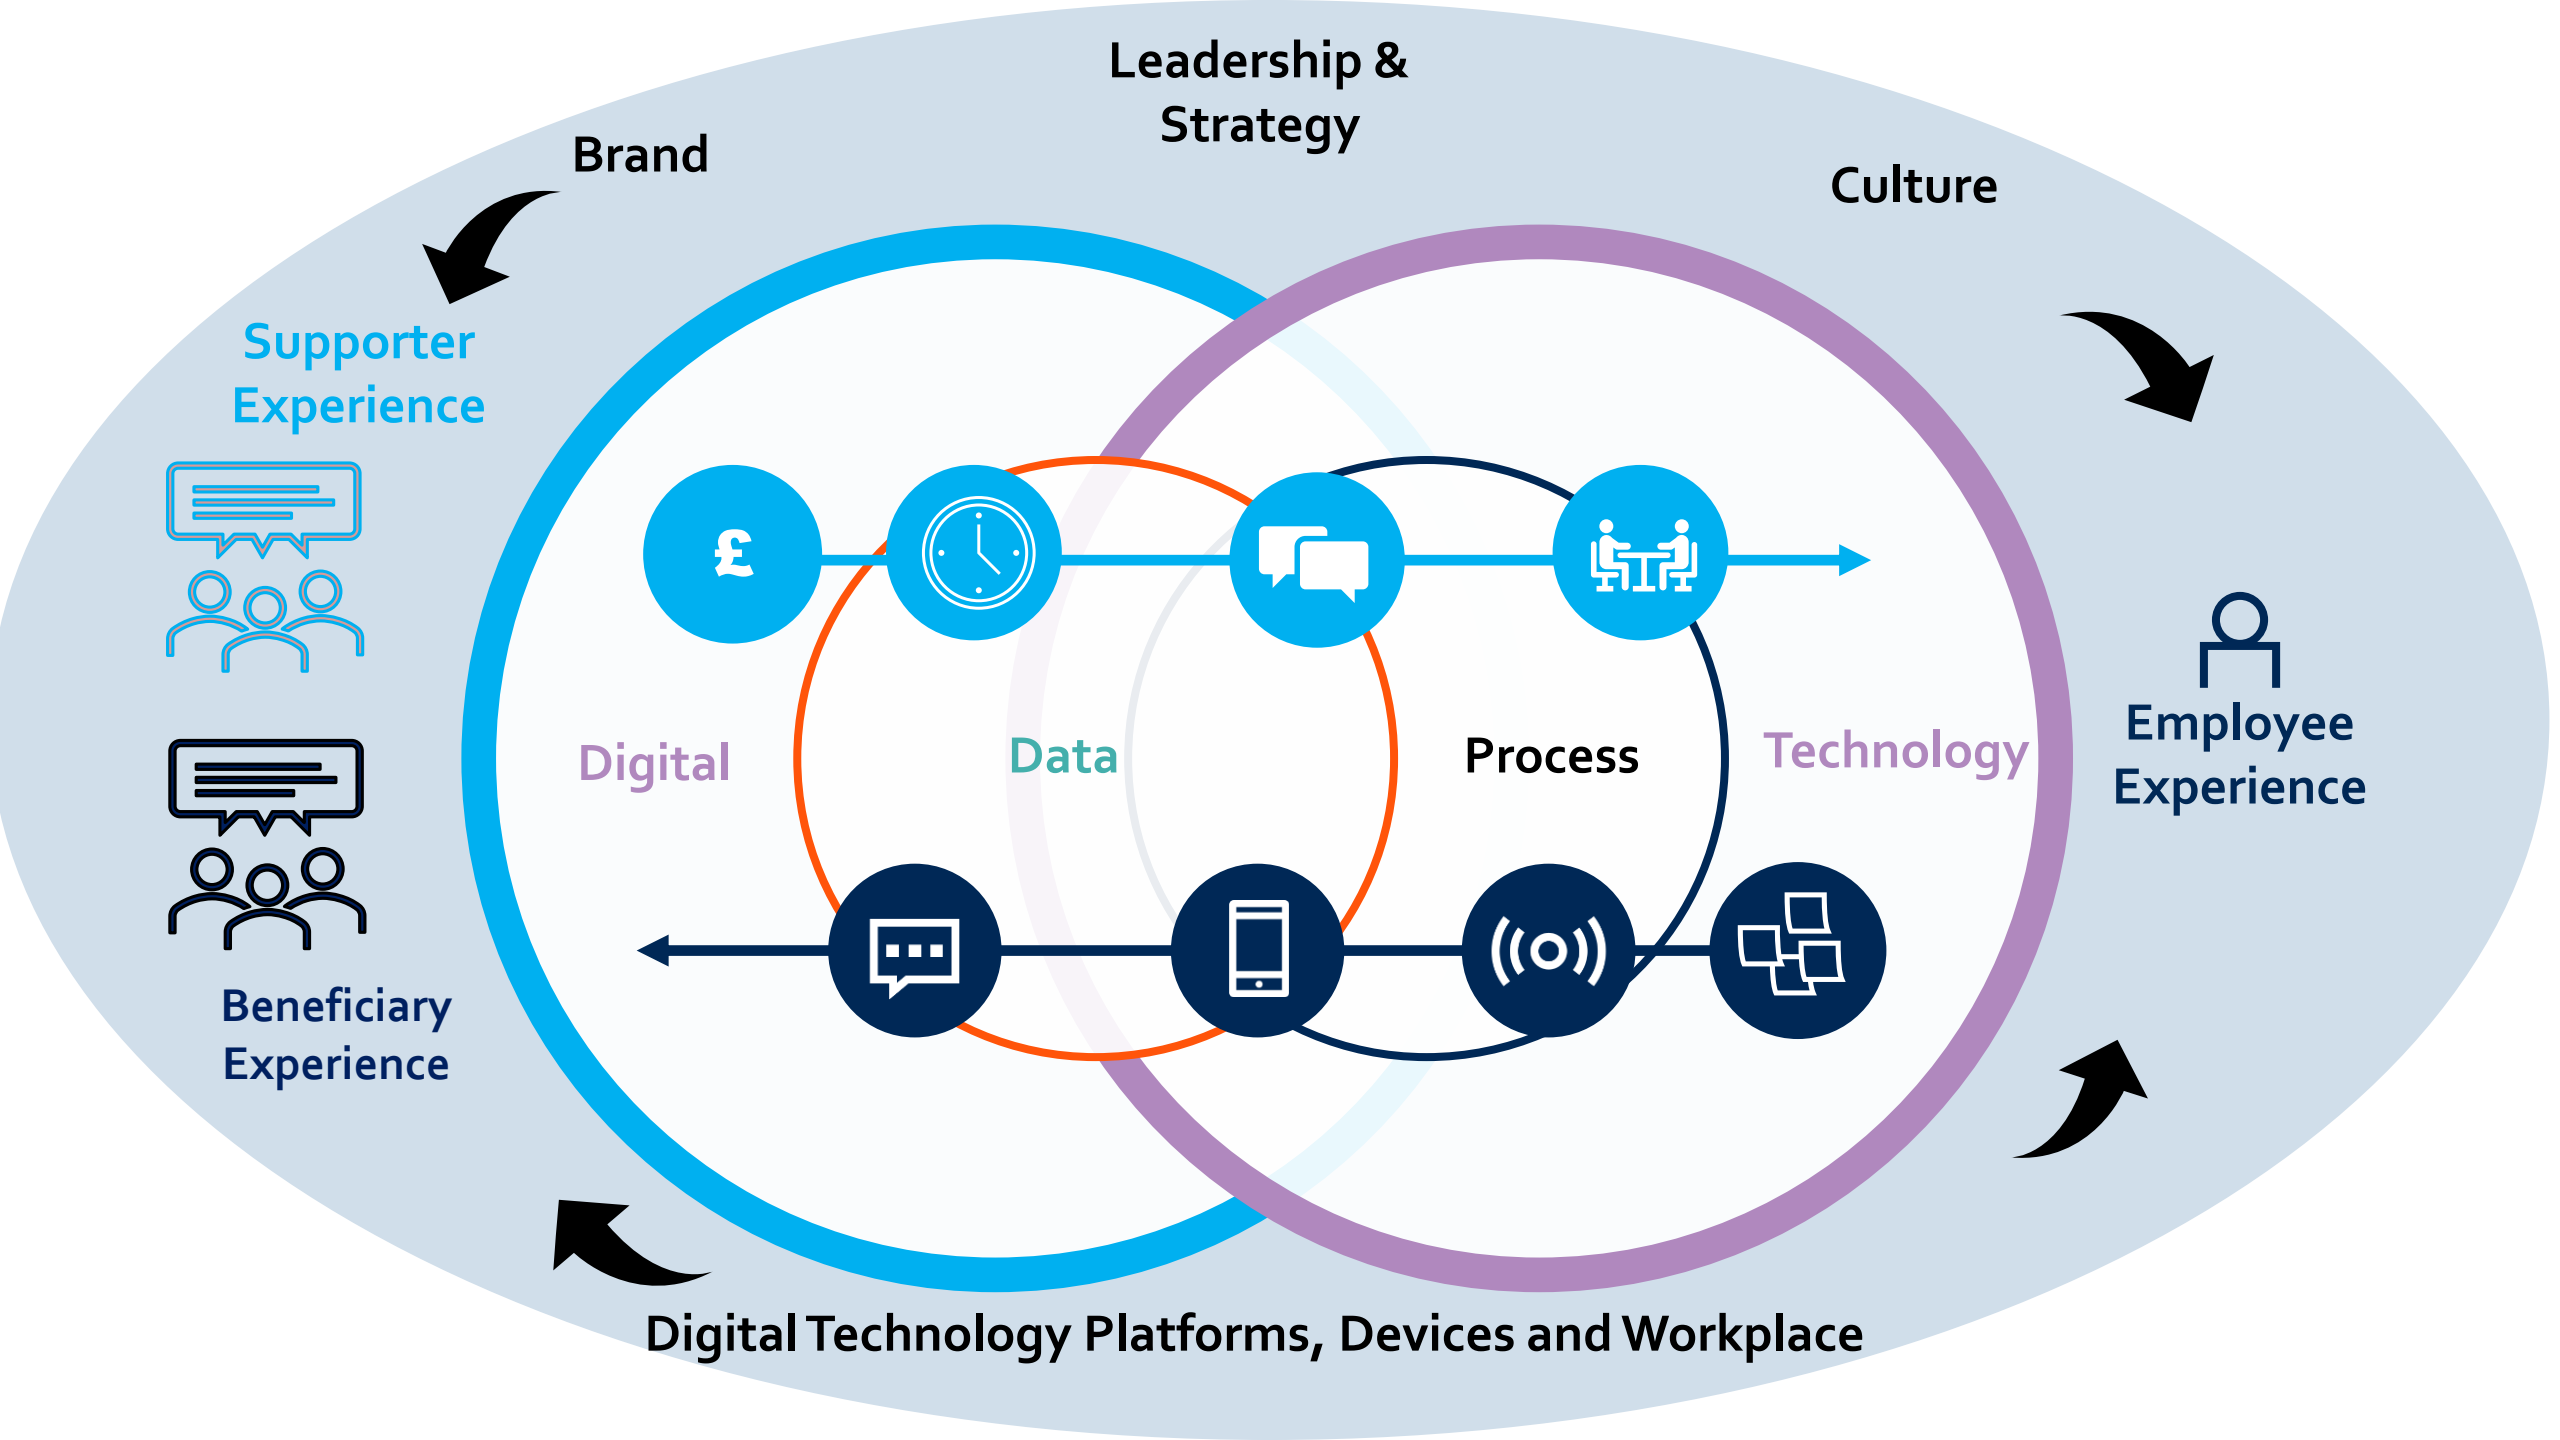 Leadership &
Strategy
Brand
Culture
Supporter
Experience
£
Digital
Data
Process
Technology
Employee
Experience
Beneficiary
Experience
Digital Technology Platforms, Devices and Workplace